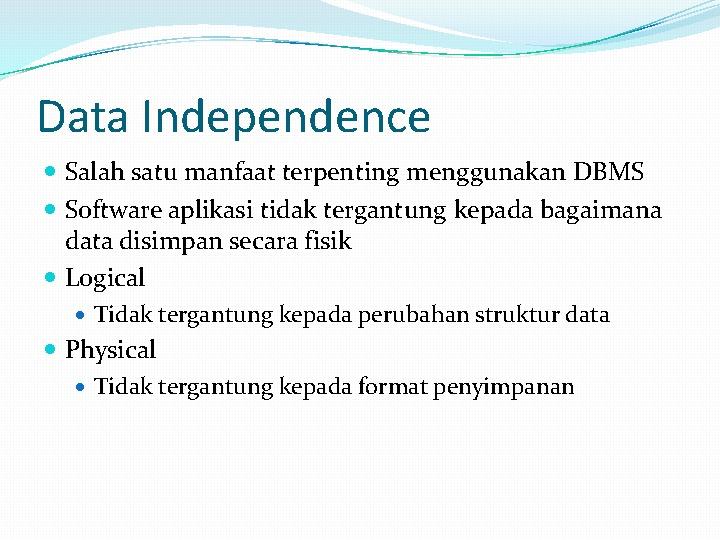 Data Independence
Salah satu manfaat terpenting menggunakan DBMS
Software aplikasi tidak tergantung kepada bagaimana
data disimpan secara fisik
Logical
Tidak tergantung kepada perubahan struktur data
Physical
Tidak tergantung kepada format penyimpanan